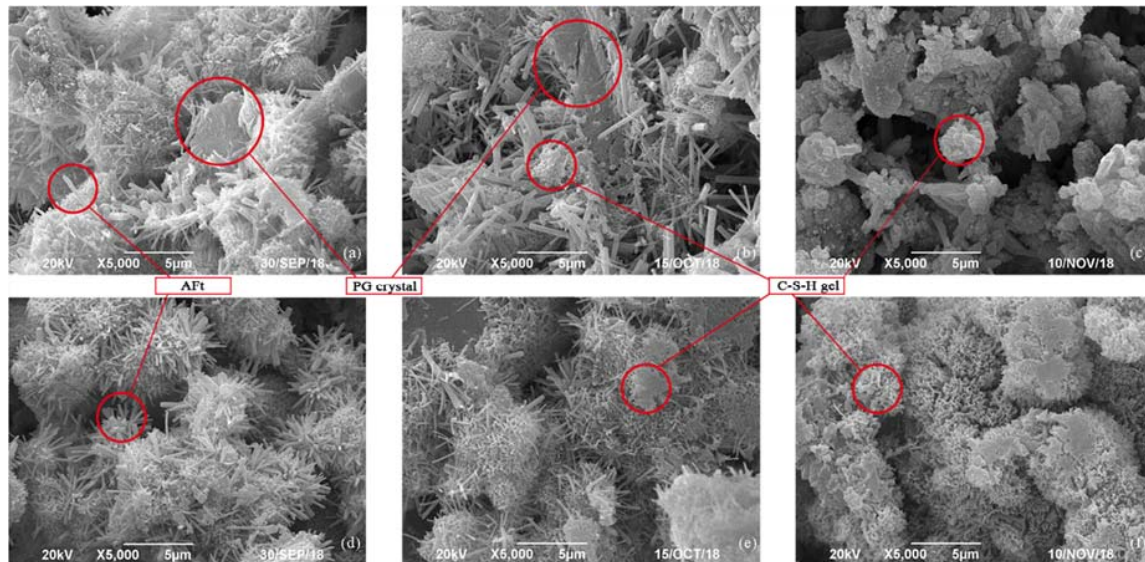 (a)
20kV X5,000 5μm 30/SEP/18
(b)
20kV X5,000 5μm 15/OCT/18
(c)
20kV X5,000 5μm 10/NOV/18
AFt
PG crystal
C-S-H gel
20kV X5,000 5μm 30/SEP/18 (d)
20kV X5,000 5μm 15/OCT/18 (e)
20kV X5,000 5μm 10/NOV/18 (f)